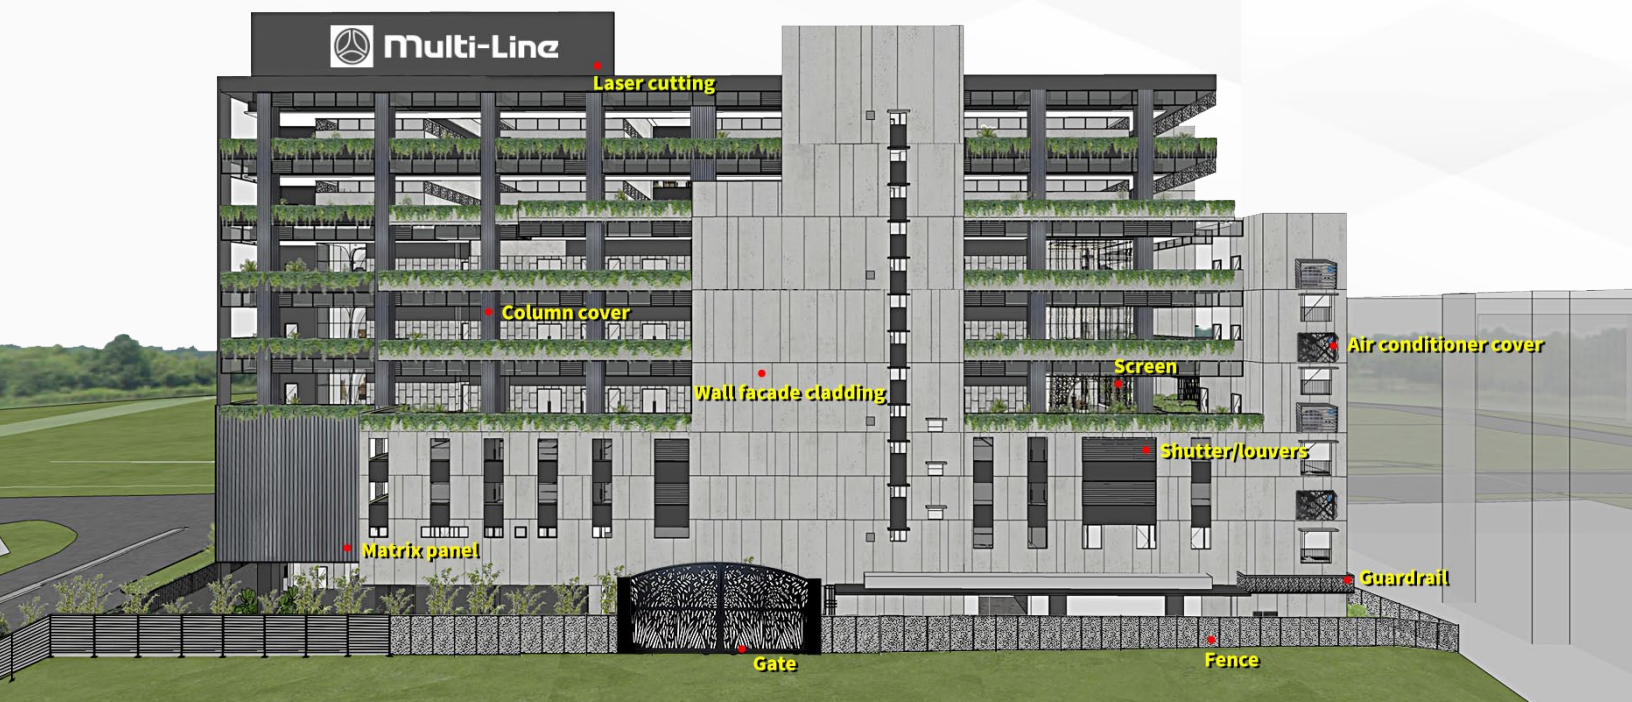 Multi-Line
Laser cutting
Column cover
Air conditioner cover
Screen
Wall facade cladding
Shutter/louvers
Matrix panel
Guardrail
Gate
Fence